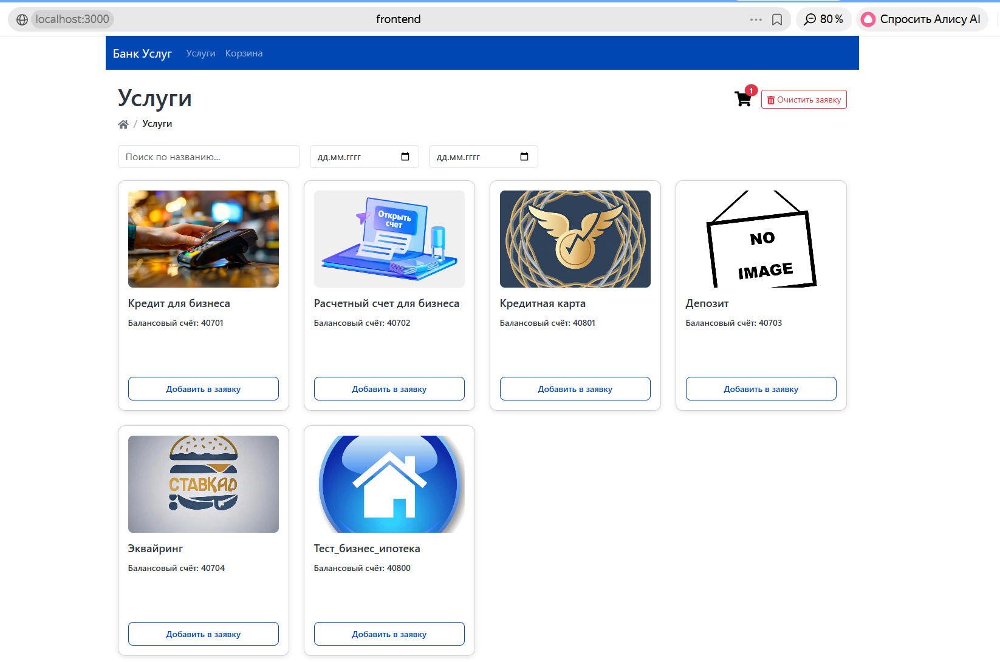 localhost:3000
frontend
80 %
Спросить Алису AI
Банк Услуг
Услуги
Корзина
Услуги
1
Очистить заявку
/ Услуги
Поиск по названию...
дд.мм.гггг
дд.мм.гггг
Открыть
счет
NO
IMAGE
Кредит для бизнеса
Расчетный счет для бизнеса
Кредитная карта
Депозит
Балансовый счёт: 40701
Балансовый счёт: 40702
Балансовый счёт: 40801
Балансовый счёт: 40703
Добавить в заявку
Добавить в заявку
Добавить в заявку
Добавить в заявку
СТАВКАО
Эквайринг
Тест_бизнес_ипотека
Балансовый счёт: 40704
Балансовый счёт: 40800
Добавить в заявку
Добавить в заявку